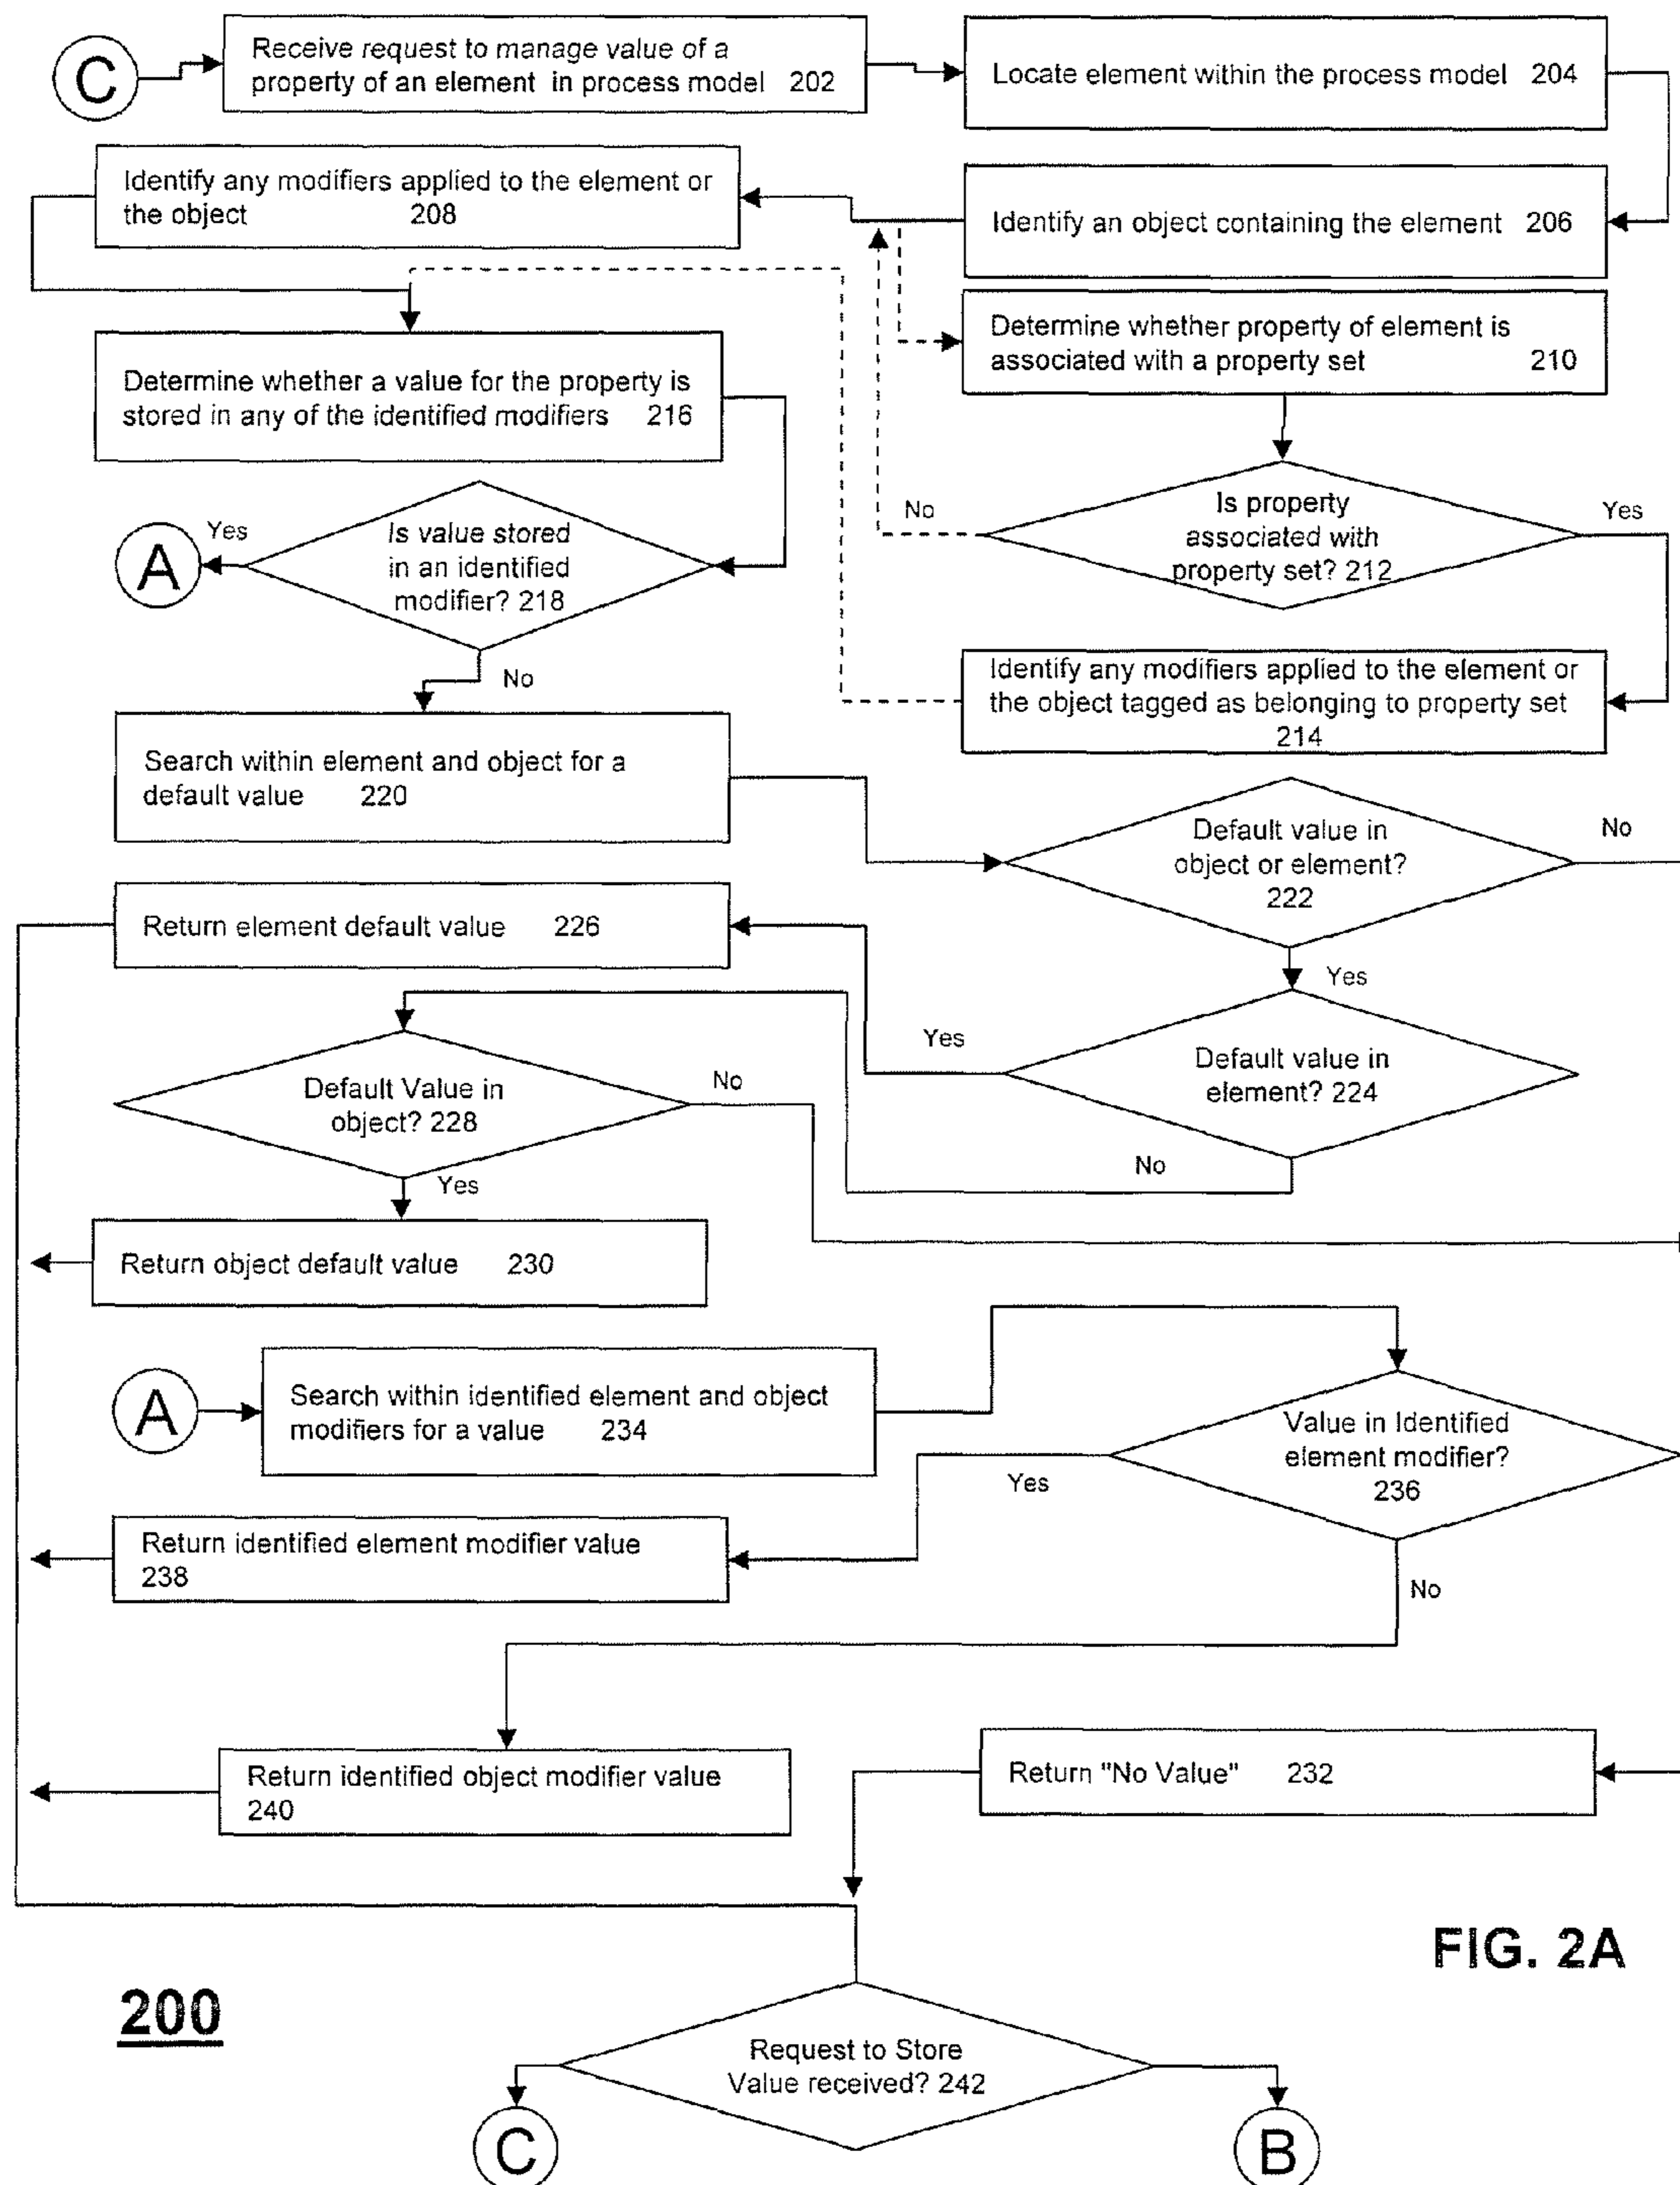 C
Receive request to manage value of a
property of an element in process model 202
Locate element within the process model 204
Identify any modifiers applied to the element or
the object 208
Identify an object containing the element 206
Determine whether property of element is
associated with a property set 210
Determine whether a value for the property is
stored in any of the identified modifiers 216
No
Is property
associated with
property set? 212
Yes
A
Yes
Is value stored
in an identified
modifier? 218
No
Identify any modifiers applied to the element or
the object tagged as belonging to property set
214
Search within element and object for a
default value 220
Default value in
object or element?
222
No
Yes
Return element default value 226
Yes
Default value in
element? 224
No
Default Value in
object? 228
No
Yes
Return object default value 230
A
Search within identified element and object
modifiers for a value 234
Value in Identified
element modifier?
236
Yes
No
Return identified element modifier value
238
Return identified object modifier value
240
Return "No Value" 232
FIG. 2A
200
Request to Store
Value received? 242
C
B